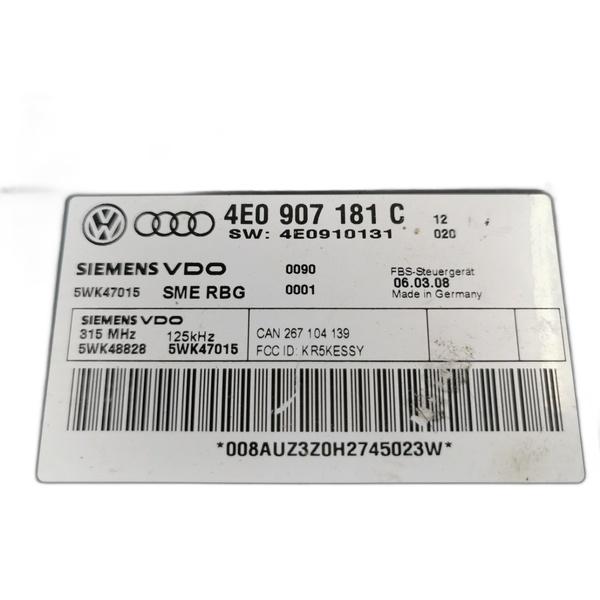 4E0 907 181 C 12
SW: 4E0910131 020
SIEMENS VDO 0090 FBS-Steuergerät
5WK47015 SME RBG 0001 06.03.08
Made in Germany
SIEMENS VDO
315 MHz 125kHz CAN 267 104 139
5WK48828 5WK47015 FCC ID: KR5KESSY
*008AUZ3Z0H2745023W*